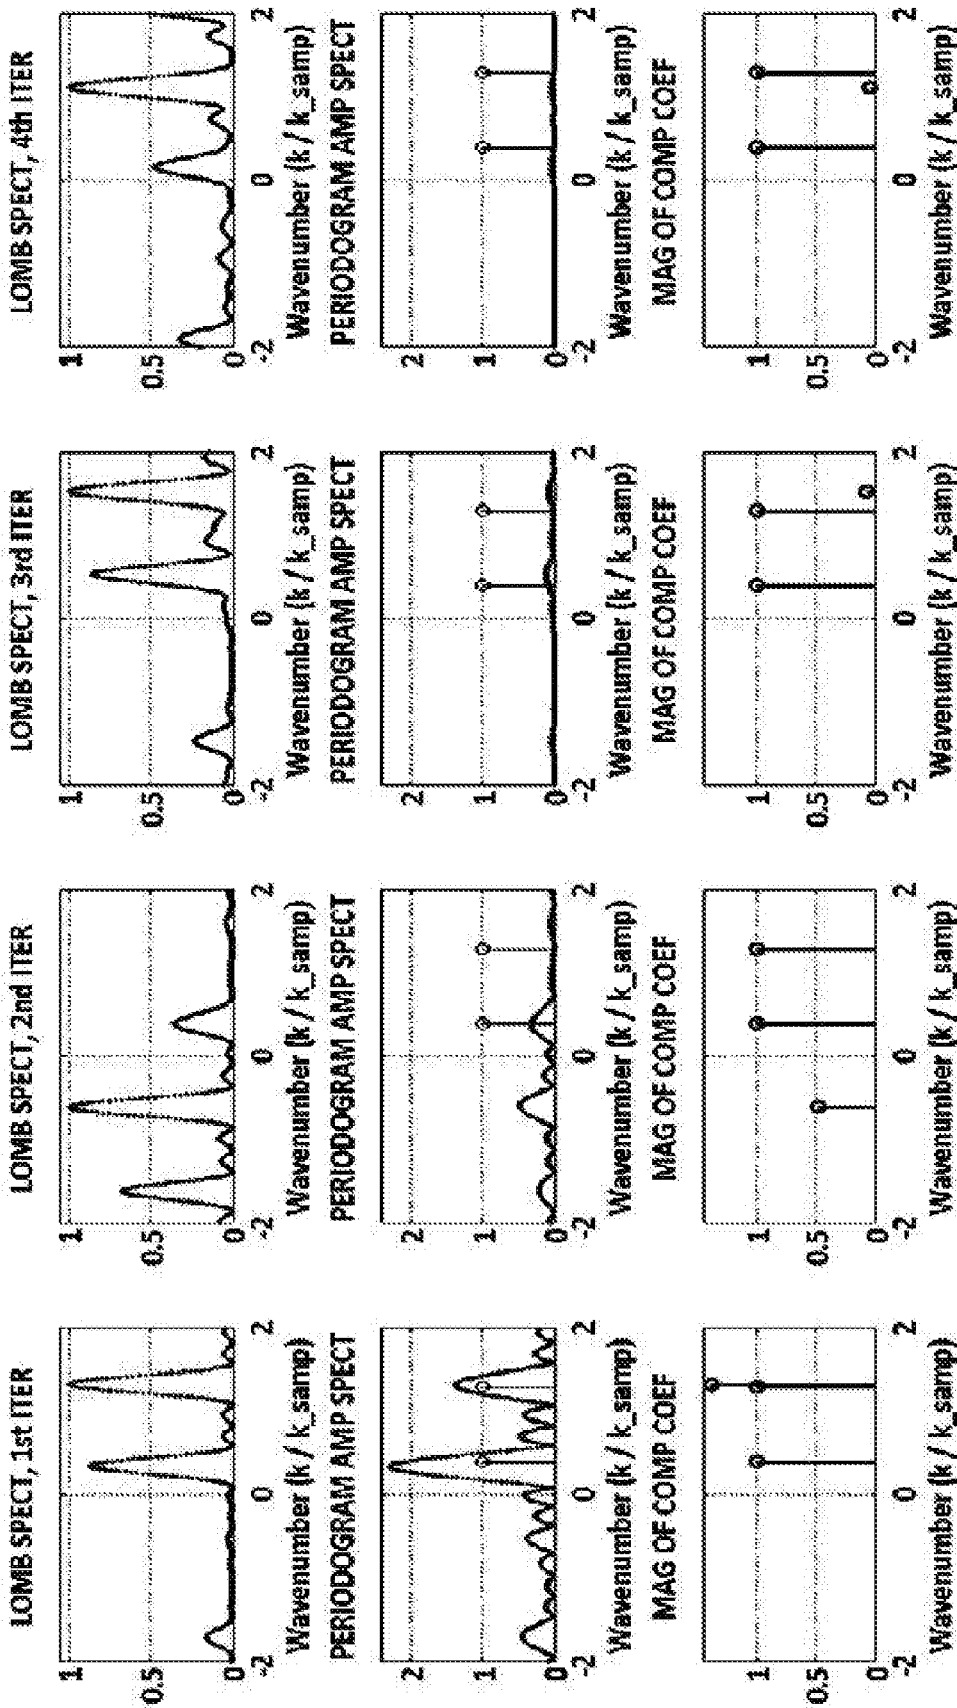 LOMB SPECT, 1st ITER
1
0.5
0
-2 0 2
Wavenumber (k / k_samp)
LOMB SPECT, 2nd ITER
1
0.5
0
-2 0 2
Wavenumber (k / k_samp)
LOMB SPECT, 3rd ITER
1
0.5
0
-2 0 2
Wavenumber (k / k_samp)
LOMB SPECT, 4th ITER
1
0.5
0
-2 0 2
Wavenumber (k / k_samp)
PERIODOGRAM AMP SPECT
2
1
0
-2 0 2
Wavenumber (k / k_samp)
PERIODOGRAM AMP SPECT
2
1
0
-2 0 2
Wavenumber (k / k_samp)
PERIODOGRAM AMP SPECT
2
1
0
-2 0 2
Wavenumber (k / k_samp)
PERIODOGRAM AMP SPECT
2
1
0
-2 0 2
Wavenumber (k / k_samp)
MAG OF COMP COEF
1
0.5
0
-2 0 2
Wavenumber (k / k_samp)
MAG OF COMP COEF
1
0.5
0
-2 0 2
Wavenumber (k / k_samp)
MAG OF COMP COEF
1
0.5
0
-2 0 2
Wavenumber (k / k_samp)
MAG OF COMP COEF
1
0.5
0
-2 0 2
Wavenumber (k / k_samp)